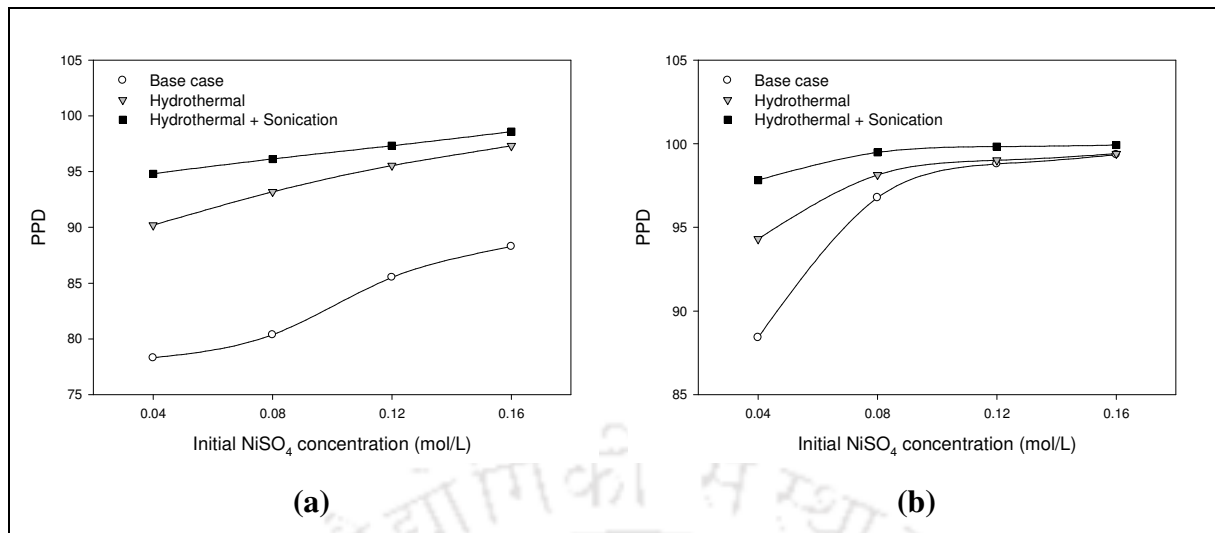 105
100
95
90
85
80
75
PPD
Base case
Hydrothermal
Hydrothermal + Sonication
0.04 0.08 0.12 0.16
Initial NiSO4 concentration (mol/L)
(a)
105
100
95
90
85
PPD
Base case
Hydrothermal
Hydrothermal + Sonication
0.04 0.08 0.12 0.16
Initial NiSO4 concentration (mol/L)
(b)